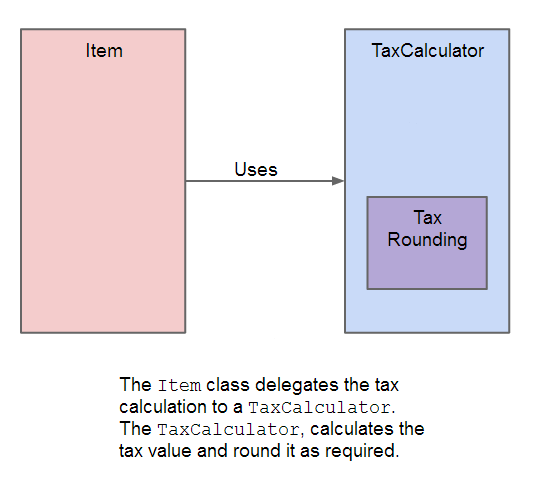 Item
TaxCalculator
Uses
Tax
Rounding
The Item class delegates the tax
calculation to a TaxCalculator.
The TaxCalculator, calculates the
tax value and round it as required.